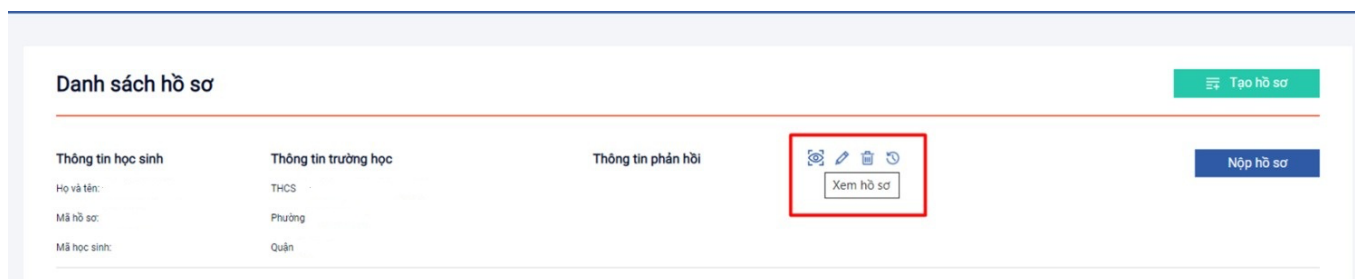 Danh sách hồ sơ
Tạo hồ sơ
Thông tin học sinh
Thông tin trường học
Thông tin phản hồi
Xem hồ sơ
Nộp hồ sơ
Họ và tên:
THCS
Mã hồ sơ:
Phường
Mã học sinh:
Quận